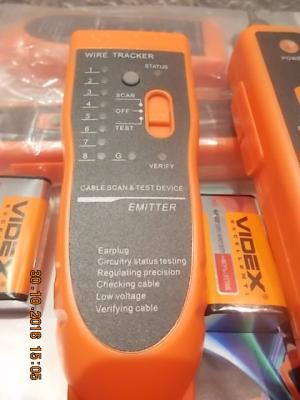 WIRE TRACKER
STATUS
1
2
3
4
5
6
7
8
G
SCAN
OFF
TEST
VERIFY
CABLE SCAN & TEST DEVICE
EMITTER
Earplug
Circuitry status testing
Regulating precision
Checking cable
Low voltage
Verifying cable
VIDEX
VIDEX
POWER
30-10-2016 15:05